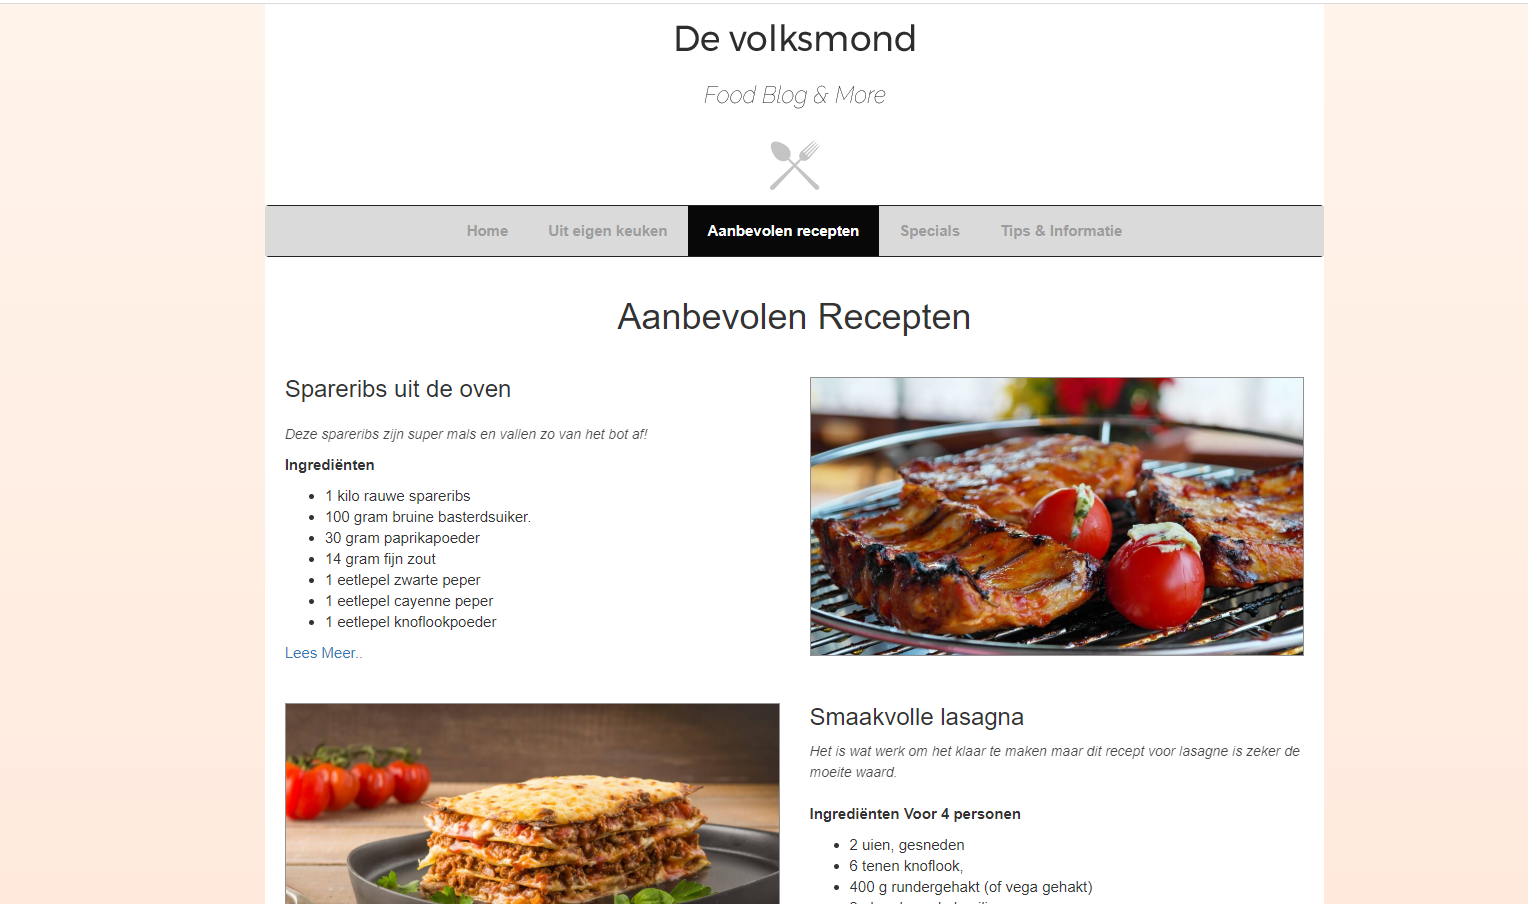 De volksmond
Food Blog & More
Home
Uit eigen keuken
Aanbevolen recepten
Specials
Tips & Informatie
Aanbevolen Recepten
Spareribs uit de oven
Deze spareribs zijn super mals en vallen zo van het bot af!
Ingrediënten
1 kilo rauwe spareribs
100 gram bruine basterdsuiker.
30 gram paprikapoeder
14 gram fijn zout
1 eetlepel zwarte peper
1 eetlepel cayenne peper
1 eetlepel knoflookpoeder
Lees Meer..
Smaakvolle lasagna
Het is wat werk om het klaar te maken maar dit recept voor lasagne is zeker de
moeite waard.
Ingrediënten Voor 4 personen
2 uien, gesneden
6 tenen knoflook,
400 g rundergehakt (of vega gehakt)